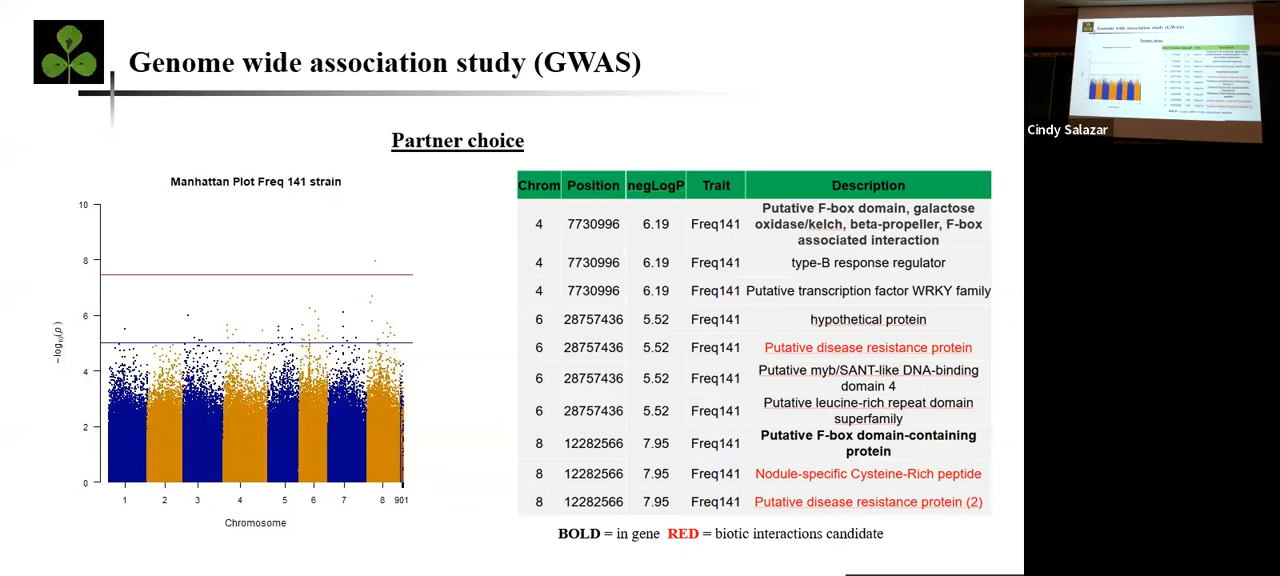 Genome wide association study (GWAS)
Partner choice
Manhattan Plot Freq 141 strain
10
8
6
4
2
0
−log10(p)
1 2 3 4 5 6 7 8 901
Chromosome
Chrom Position negLogP Trait Description
4 7730996 6.19 Freq141 Putative F-box domain, galactose
oxidase/kelch, beta-propeller, F-box
associated interaction
4 7730996 6.19 Freq141 type-B response regulator
4 7730996 6.19 Freq141 Putative transcription factor WRKY family
6 28757436 5.52 Freq141 hypothetical protein
6 28757436 5.52 Freq141 Putative disease resistance protein
6 28757436 5.52 Freq141 Putative myb/SANT-like DNA-binding
domain 4
6 28757436 5.52 Freq141 Putative leucine-rich repeat domain
superfamily
8 12282566 7.95 Freq141 Putative F-box domain-containing
protein
8 12282566 7.95 Freq141 Nodule-specific Cysteine-Rich peptide
8 12282566 7.95 Freq141 Putative disease resistance protein (2)
BOLD = in gene RED = biotic interactions candidate
Genome wide association study (GWAS)
Partner choice
Cindy Salazar